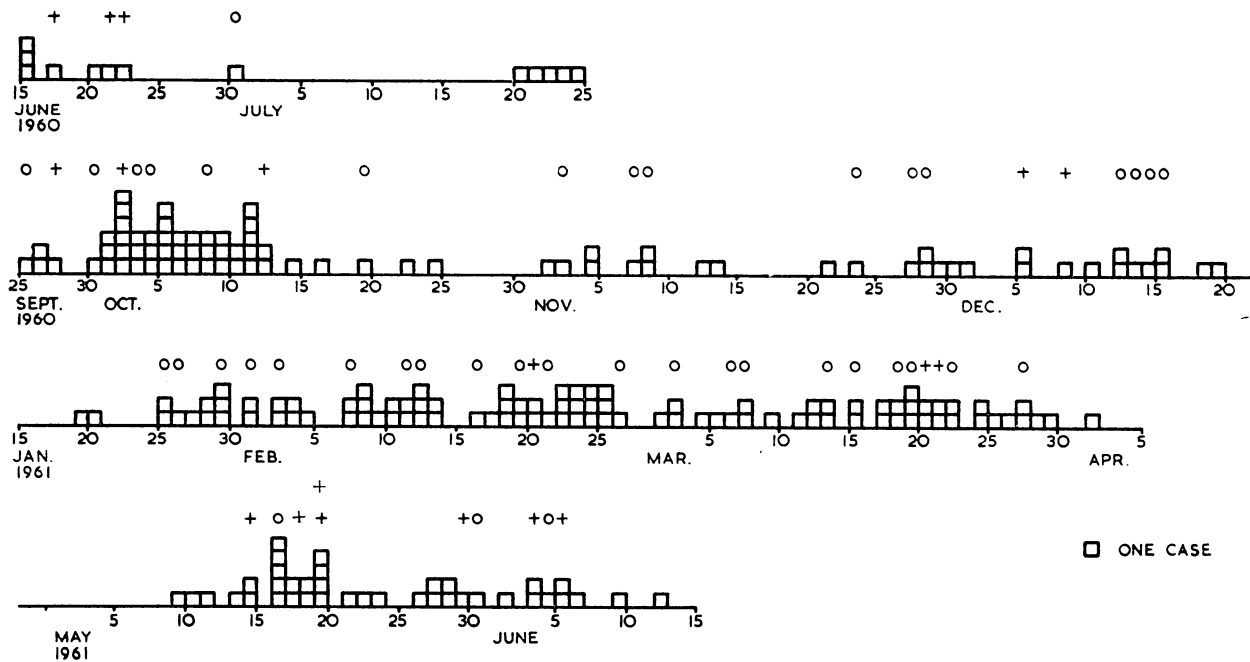 + + + o
15 20 25 30 5 10 15 20 25
JUNE JULY
1960
o + o + o o o + o o o o o o o + + o o o o
25 30 5 10 15 20 25 30 5 10 15 20 25 30 5 10 15 20
SEPT. OCT. NOV. DEC.
1960
o o o o o o o o o o + o o o o o o o o o + + o o
15 20 25 30 5 10 15 20 25 5 10 15 20 25 30 5
JAN. FEB. MAR. APR.
1961
+
+ o + + + o + o +
ONE CASE
5 10 15 20 25 30 5 10 15
MAY JUNE
1961